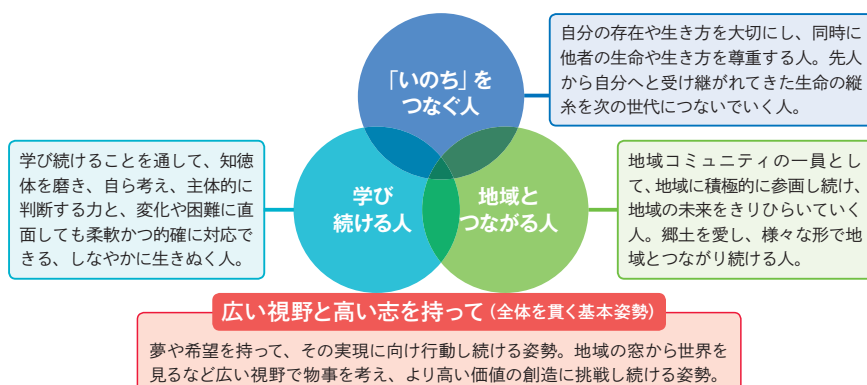 「いのち」を
つなぐ人
自分の存在や生き方を大切にし、同時に
他者の生命や生き方を尊重する人。先人
から自分へと受け継がれてきた生命の縦
糸を次の世代につないでいく人。
学び続けることを通して、知徳
体を磨き、自ら考え、主体的に
判断する力と、変化や困難に直
面しても柔軟かつ的確に対応で
きる、しなやかに生きぬく人。
学び
続ける人
地域と
つながる人
地域コミュニティの一員とし
て、地域に積極的に参画し続け、
地域の未来をきりひらいていく
人。郷土を愛し、様々な形で地
域とつながり続ける人。
広い視野と高い志を持って(全体を貫く基本姿勢)
夢や希望を持って、その実現に向け行動し続ける姿勢。地域の窓から世界を
見るなど広い視野で物事を考え、より高い価値の創造に挑戦し続ける姿勢。